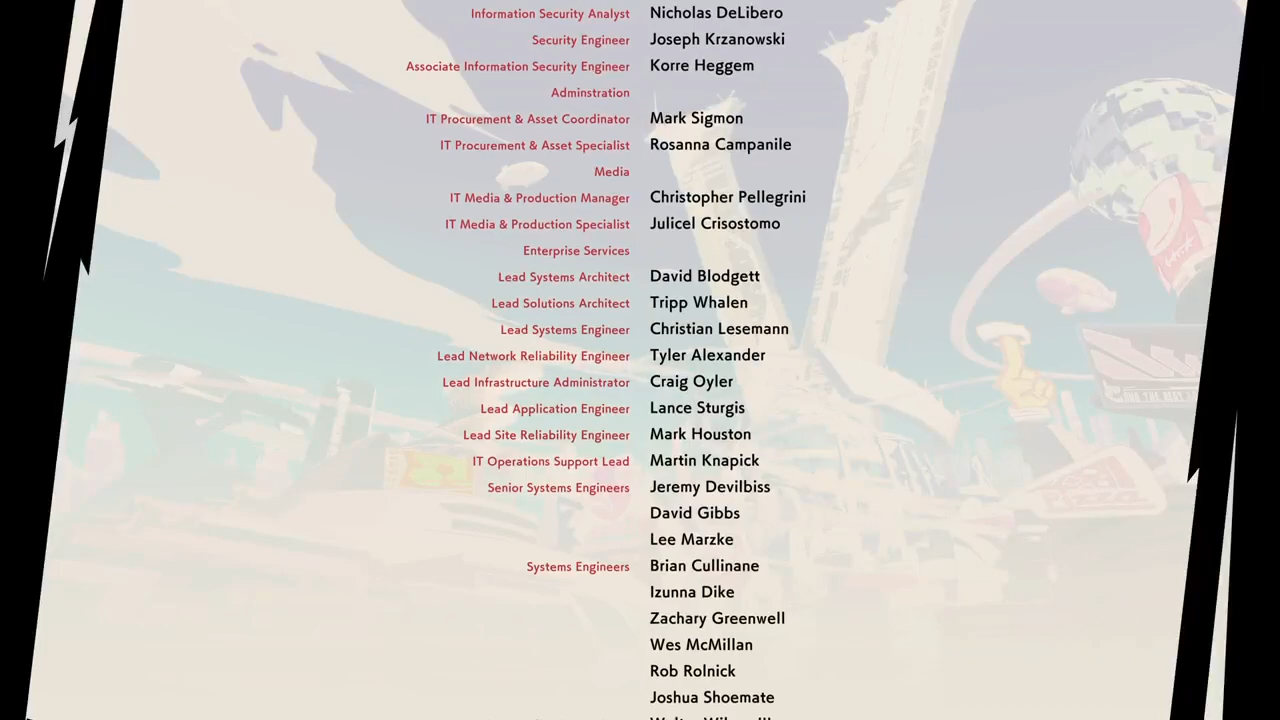 Information Security Analyst Nicholas DeLibero
Security Engineer Joseph Krzanowski
Associate Information Security Engineer Korre Heggem
Adminstration
IT Procurement & Asset Coordinator Mark Sigmon
IT Procurement & Asset Specialist Rosanna Campanile
Media
IT Media & Production Manager Christopher Pellegrini
IT Media & Production Specialist Julicel Crisostomo
Enterprise Services
Lead Systems Architect David Blodgett
Lead Solutions Architect Tripp Whalen
Lead Systems Engineer Christian Lesemann
Lead Network Reliability Engineer Tyler Alexander
Lead Infrastructure Administrator Craig Oyler
Lead Application Engineer Lance Sturgis
Lead Site Reliability Engineer Mark Houston
IT Operations Support Lead Martin Knapick
Senior Systems Engineers Jeremy Devilbiss
David Gibbs
Lee Marzke
Systems Engineers Brian Cullinane
Izunna Dike
Zachary Greenwell
Wes McMillan
Rob Rolnick
Joshua Shoemate